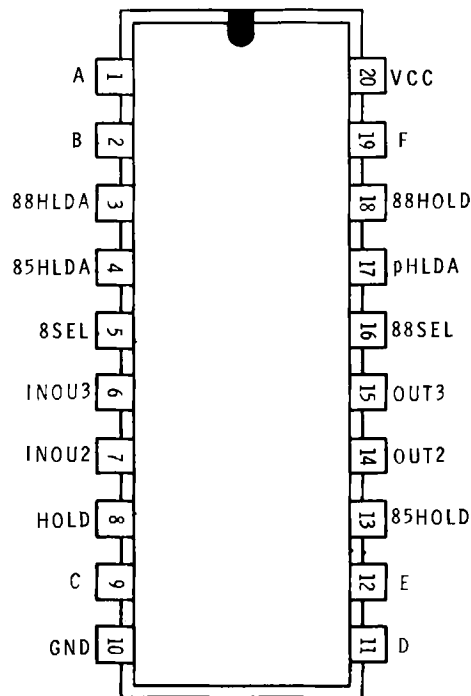 A 1 20 VCC
B 2 19 F
88HLDA 3 18 88HOLD
85HLDA 4 17 pHLDA
8SEL 5 16 88SEL
INOU3 6 15 OUT3
INOU2 7 14 OUT2
HOLD 8 13 85HOLD
C 9 12 E
GND 10 11 D